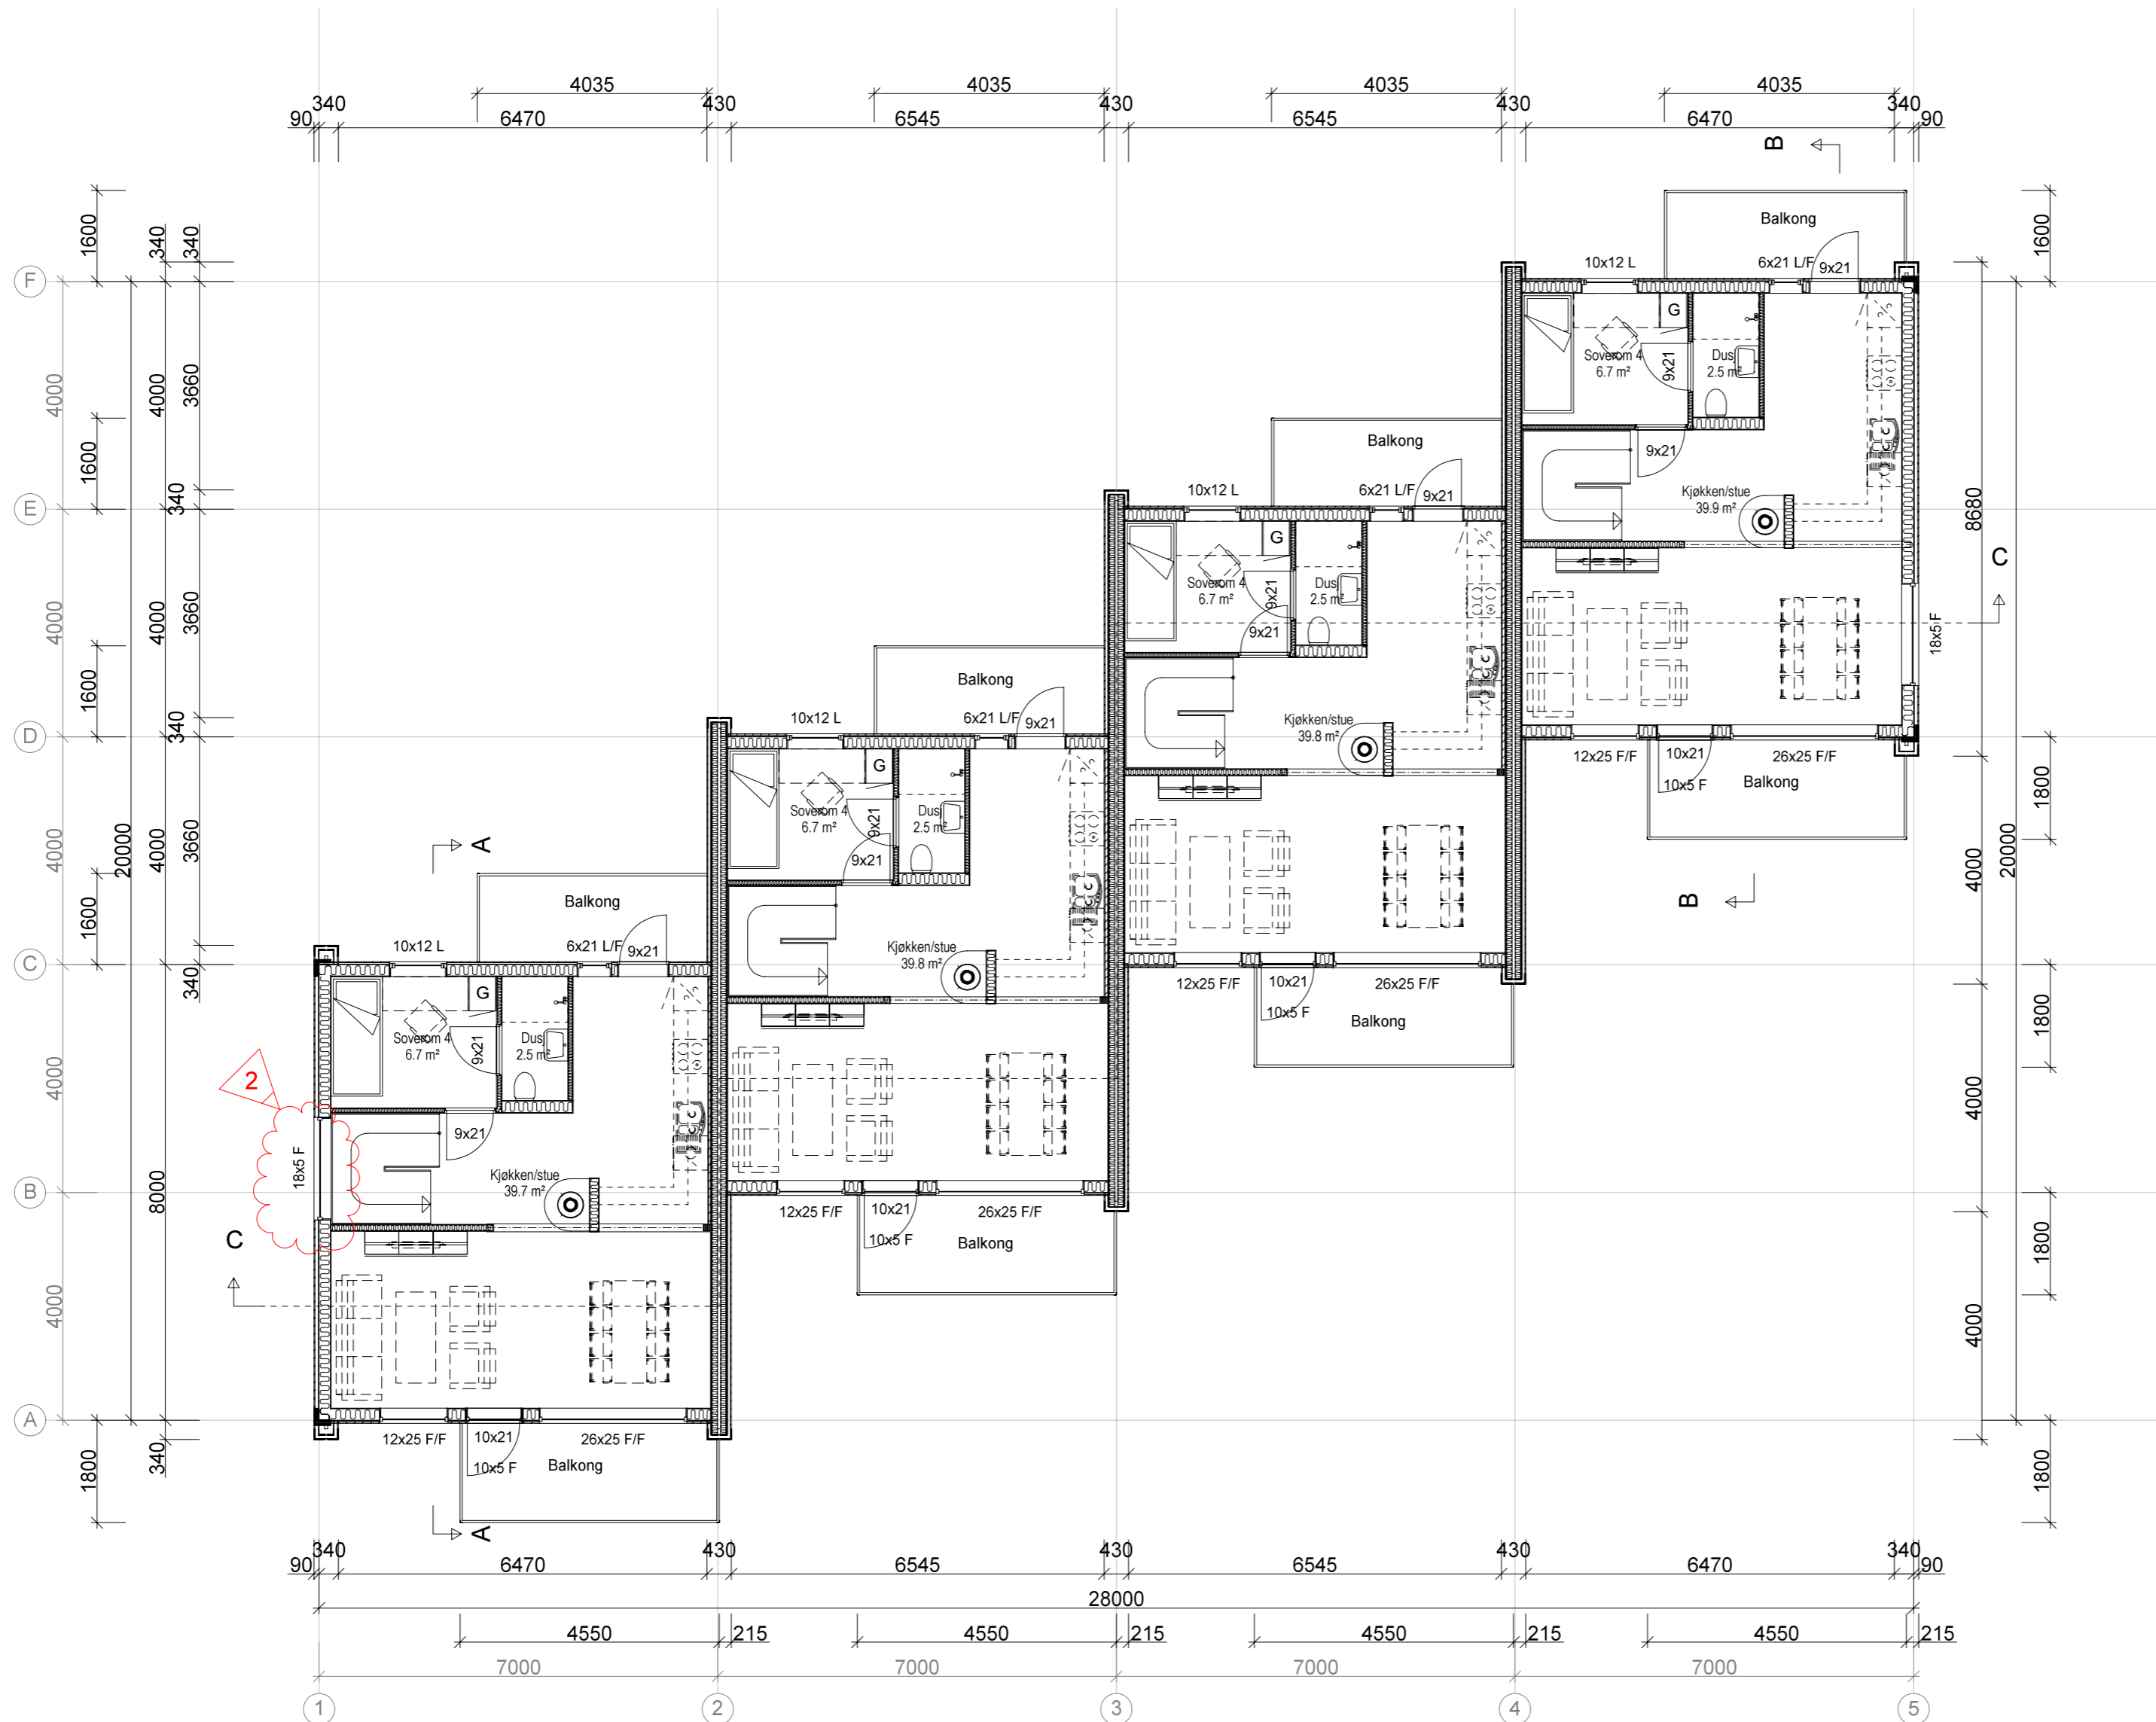 4035
4035
4035
4035
340
430
430
430
340
90
6470
6545
6545
6470
90
B
1600
340
340
Balkong
1600
F
10x12 L
6x21 L/F
9x21
G
Soverom 4
6.7 m²
9x21
Dusj
2.5 m²
4000
4000
3660
1600
Balkong
9x21
Kjøkken/stue
39.9 m²
8680
E
340
10x12 L
6x21 L/F
9x21
C
G
Soverom 4
6.7 m²
9x21
Dusj
2.5 m²
9x21
18x5 F
4000
4000
3660
1600
Balkong
Kjøkken/stue
39.8 m²
D
340
10x12 L
6x21 L/F
9x21
12x25 F/F
10x21
26x25 F/F
10x5 F
Balkong
1800
G
Soverom 4
6.7 m²
9x21
Dusj
2.5 m²
9x21
4000
20000
4000
3660
A
B
4000
20000
1600
Balkong
Kjøkken/stue
39.8 m²
C
340
10x12 L
6x21 L/F
9x21
12x25 F/F
10x21
26x25 F/F
10x5 F
Balkong
1800
G
Soverom 4
6.7 m²
9x21
Dusj
2.5 m²
4000
2
9x21
4000
18x5 F
Kjøkken/stue
39.7 m²
B
8000
12x25 F/F
10x21
26x25 F/F
10x5 F
Balkong
1800
C
4000
4000
A
340
1800
12x25 F/F
10x21
26x25 F/F
10x5 F
Balkong
1800
A
340
430
430
430
340
90
6470
6545
6545
6470
90
28000
4550
215
4550
215
4550
215
4550
215
7000
7000
7000
7000
1
2
3
4
5